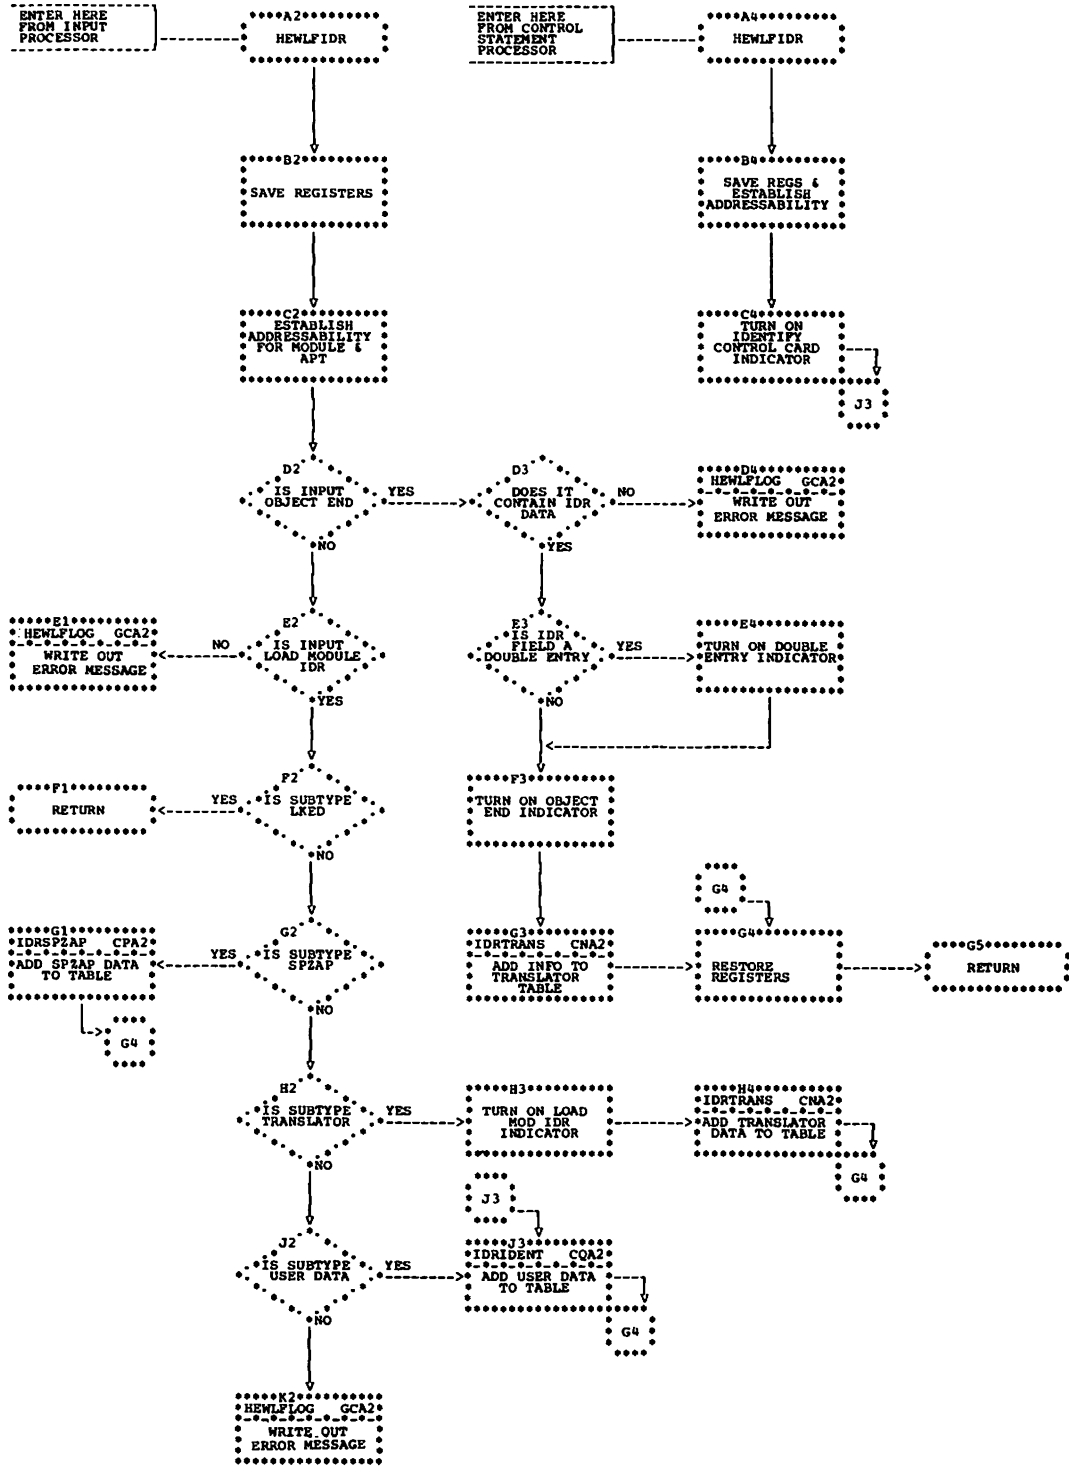 ENTER HERE
FROM INPUT
PROCESSOR
A2
HEWLFIDR
ENTER HERE
FROM CONTROL
STATEMENT
PROCESSOR
A4
HEWLFIDR
B2
SAVE REGISTERS
B4
SAVE REGS &
ESTABLISH
ADDRESSABILITY
C2
ESTABLISH
ADDRESSABILITY
FOR MODULE &
APT
C4
TURN ON
IDENTIFY
CONTROL CARD
INDICATOR
J3
D2
IS INPUT
OBJECT END
YES
NO
D3
DOES IT
CONTAIN IDR
DATA
NO
YES
D4
HEWLFLOG GCA2
WRITE OUT
ERROR MESSAGE
E1
HEWLFLOG GCA2
WRITE OUT
ERROR MESSAGE
NO
E2
IS INPUT
LOAD MODULE
IDR
YES
E3
IS IDR
FIELD A
DOUBLE ENTRY
YES
NO
E4
TURN ON DOUBLE
ENTRY INDICATOR
F1
RETURN
YES
F2
IS SUBTYPE
LKED
NO
F3
TURN ON OBJECT
END INDICATOR
G4
G1
IDRSPZAP CPA2
ADD SPZAP DATA
TO TABLE
G4
YES
G2
IS SUBTYPE
SPZAP
NO
G3
IDRTRANS CNA2
ADD INFO TO
TRANSLATOR
TABLE
G4
RESTORE
REGISTERS
G5
RETURN
H2
IS SUBTYPE
TRANSLATOR
YES
NO
H3
TURN ON LOAD
MOD IDR
INDICATOR
H4
IDRTRANS CNA2
ADD TRANSLATOR
DATA TO TABLE
G4
J3
J2
IS SUBTYPE
USER DATA
YES
NO
J3
IDRIDENT CQA2
ADD USER DATA
TO TABLE
G4
K2
HEWLFLOG GCA2
WRITE OUT
ERROR MESSAGE